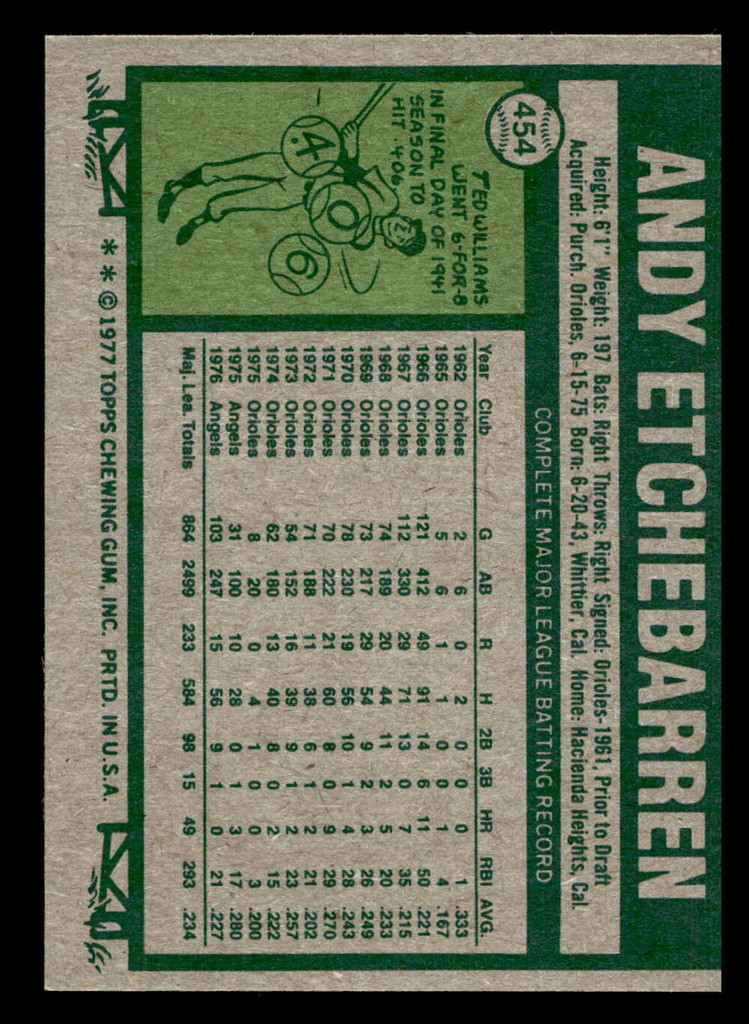 454
ANDY ETCHEBARREN
Height: 6'1" Weight: 197 Bats: Right Throws: Right Signed: Orioles-1961, Prior to Draft
Acquired: Purch. Orioles, 6-15-75 Born: 6-20-43, Whittier, Cal. Home: Hacienda Heights, Cal.
COMPLETE MAJOR LEAGUE BATTING RECORD
TED WILLIAMS
WENT 6-FOR-8
IN FINAL DAY OF 1941
SEASON TO
HIT .406.
.4
0
6
Year Club G AB R H 2B 3B HR RBI AVG.
1962 Orioles 2 6 0 2 0 0 0 1 .333
1965 Orioles 5 6 1 1 0 0 1 4 .167
1966 Orioles 121 412 49 91 14 6 11 50 .221
1967 Orioles 112 330 29 71 13 0 7 35 .215
1968 Orioles 74 189 20 44 11 2 5 20 .233
1969 Orioles 73 217 29 54 9 2 3 26 .249
1970 Orioles 78 230 19 56 10 1 4 28 .243
1971 Orioles 70 222 21 60 8 0 9 29 .270
1972 Orioles 71 188 11 38 6 1 2 21 .202
1973 Orioles 54 152 16 39 9 1 2 23 .257
1974 Orioles 62 180 13 40 8 0 2 15 .222
1975 Orioles 8 20 0 4 1 0 0 3 .200
1975 Angels 31 100 10 28 0 1 3 17 .280
1976 Angels 103 247 15 56 9 1 0 21 .227
Maj. Lea. Totals 864 2499 233 584 98 15 49 293 .234
* * © 1977 TOPPS CHEWING GUM, INC. PRTD. IN U.S.A.